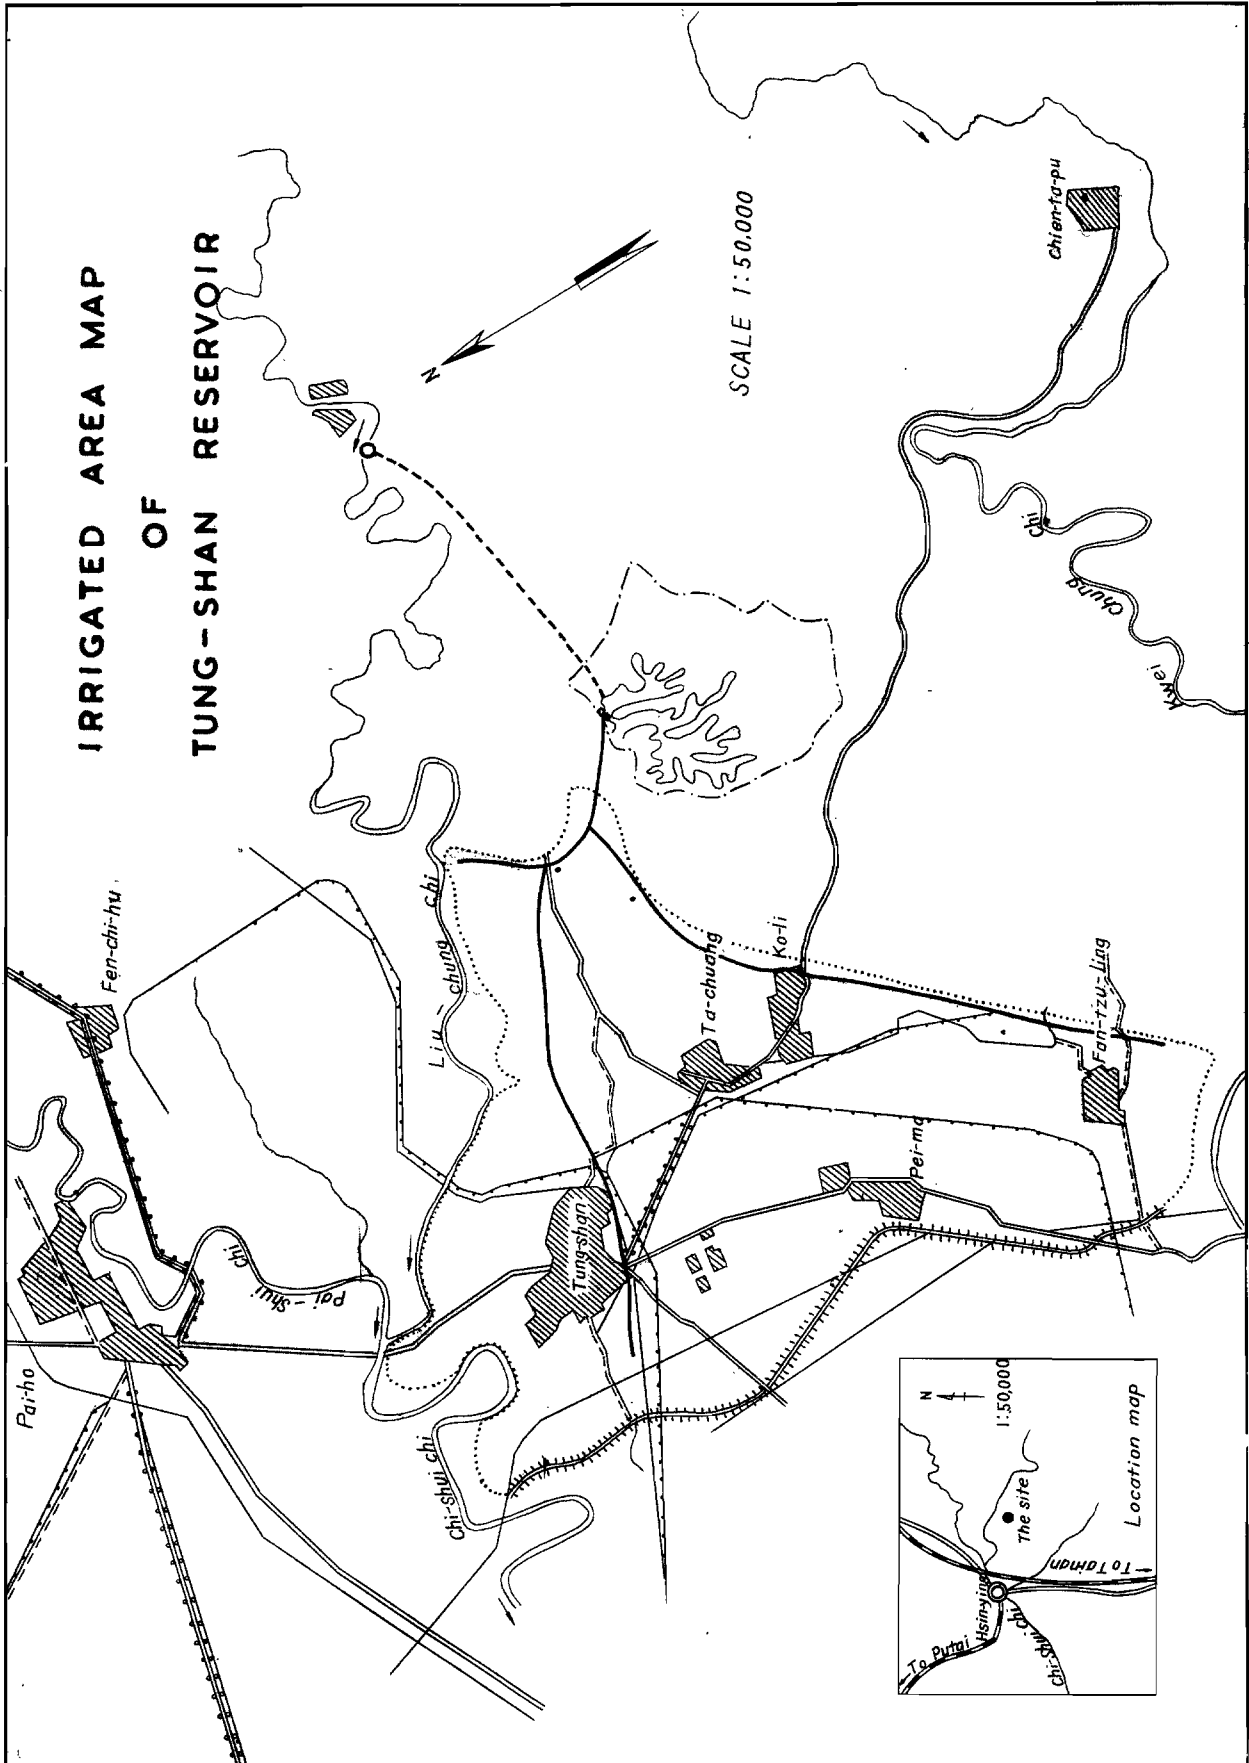 IRRIGATED AREA MAP
OF
TUNG-SHAN RESERVOIR
N
SCALE 1:50.000
Chien-ta-pu
Chi
Chung
Kwei
Fen-chi-hu
Liu - chung chi
Ta-chuang
Ko-li
Fan-tzu-ling
Pei-ma
Tung-shan
Pai - Shui chi
Pai-ho
Chi-shui chi
N
1:50,000
The site
Location map
To Tainan
Hsin-ying
To Putai
Chi-Shui-chi